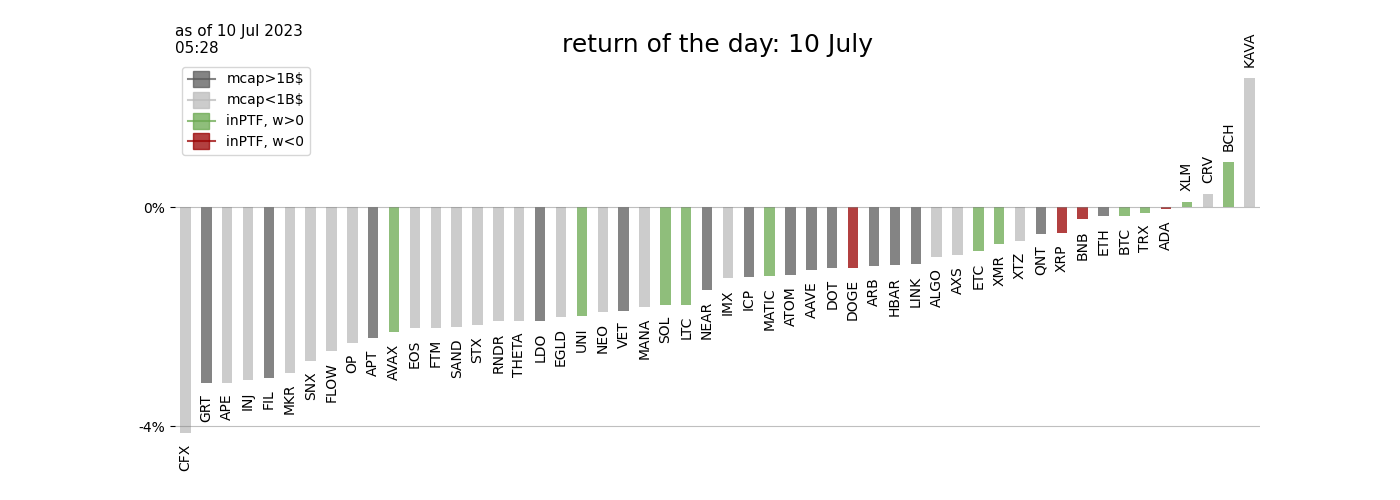 as of 10 Jul 2023
05:28
return of the day: 10 July
mcap>1B$
mcap<1B$
inPTF, w>0
inPTF, w<0
0%
-4%
CFX
GRT
APE
INJ
FIL
MKR
SNX
FLOW
OP
APT
AVAX
EOS
FTM
SAND
STX
RNDR
THETA
LDO
EGLD
UNI
NEO
VET
MANA
SOL
LTC
NEAR
IMX
ICP
MATIC
ATOM
AAVE
DOT
DOGE
ARB
HBAR
LINK
ALGO
AXS
ETC
XMR
XTZ
QNT
XRP
BNB
ETH
BTC
TRX
ADA
XLM
CRV
BCH
KAVA